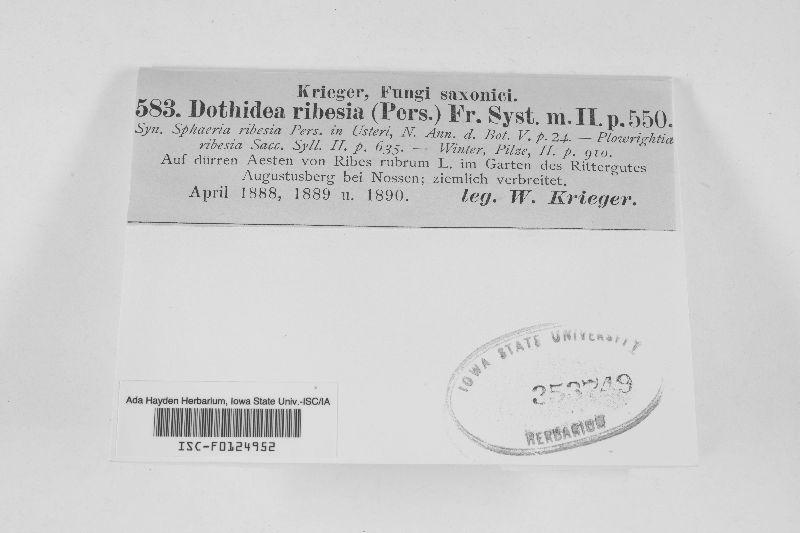 Krieger, Fungi saxonici.
583. Dothidea ribesia (Pers.) Fr. Syst. m. II. p. 550.
Syn. Sphaeria ribesia Pers. in Usteri, N. Ann. d. Bot. V. p. 24. — Plowrightia
ribesia Sacc. Syll. II. p. 635. — Winter, Pilze, II. p. 910.
Auf dürren Aesten von Ribes rubrum L. im Garten des Rittergutes
Augustusberg bei Nossen; ziemlich verbreitet.
April 1888, 1889 u. 1890. leg. W. Krieger.
IOWA STATE UNIVERSITY
HERBARIUM
Ada Hayden Herbarium, Iowa State Univ.-ISC/IA
ISC-F0124952